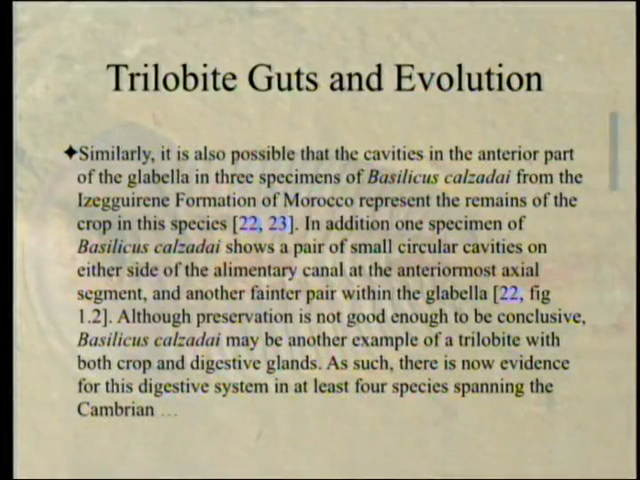 Trilobite Guts and Evolution
✦Similarly, it is also possible that the cavities in the anterior part
of the glabella in three specimens of Basilicus calzadai from the
Izegguirene Formation of Morocco represent the remains of the
crop in this species [22, 23]. In addition one specimen of
Basilicus calzadai shows a pair of small circular cavities on
either side of the alimentary canal at the anteriormost axial
segment, and another fainter pair within the glabella [22, fig
1.2]. Although preservation is not good enough to be conclusive,
Basilicus calzadai may be another example of a trilobite with
both crop and digestive glands. As such, there is now evidence
for this digestive system in at least four species spanning the
Cambrian ...